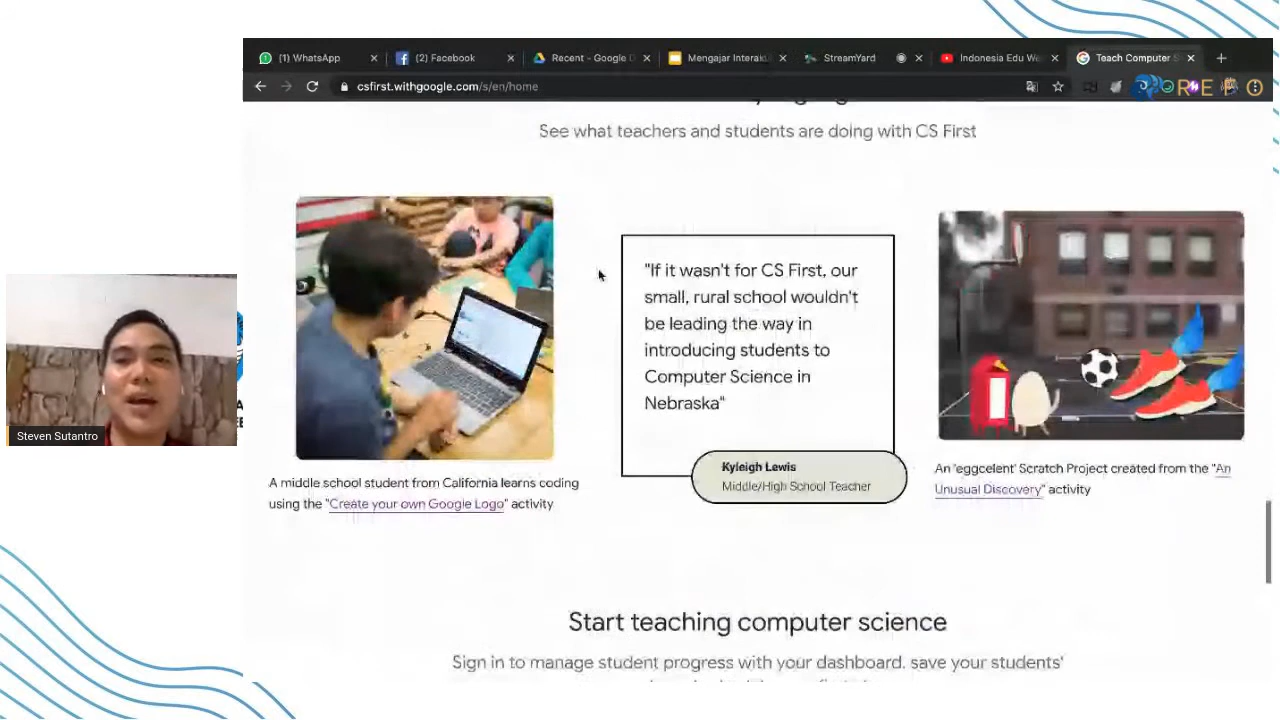 (1) WhatsApp
(2) Facebook
Recent - Google D
Mengajar Interak
StreamYard
Indonesia Edu We
Teach Computer S
csfirst.withgoogle.com/s/en/home
See what teachers and students are doing with CS First
"If it wasn't for CS First, our
small, rural school wouldn't
be leading the way in
introducing students to
Computer Science in
Nebraska"
Kyleigh Lewis
Middle/High School Teacher
A middle school student from California learns coding
using the "Create your own Google Logo" activity
An 'eggcelent' Scratch Project created from the "An
Unusual Discovery" activity
Steven Sutantro
Start teaching computer science
Sign in to manage student progress with your dashboard. save your students'